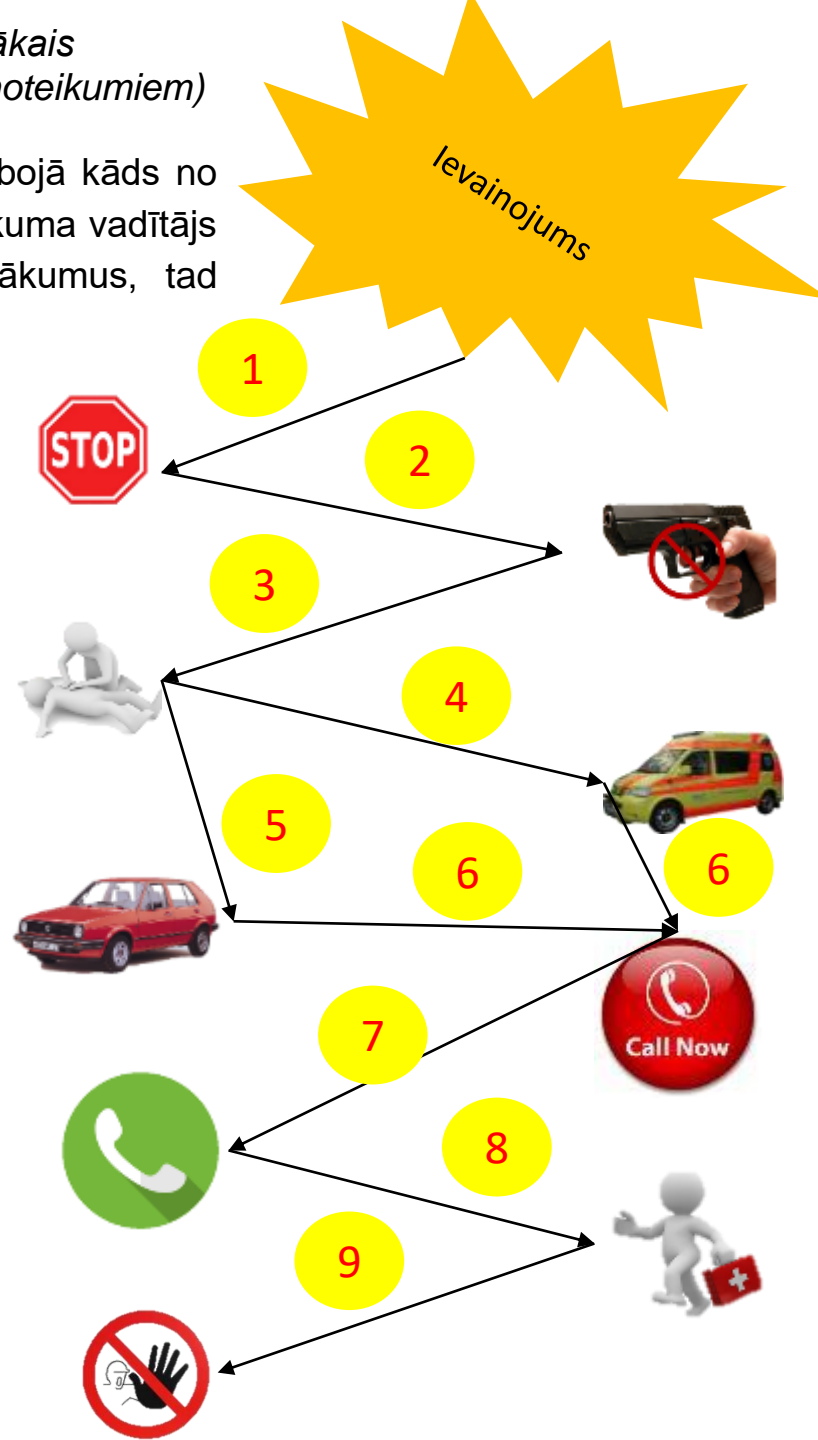 ākais
noteikumiem)
bojā kāds no
kuma vadītājs
ākumus, tad
Ievainojums
1
STOP
2
3
4
5
6
6
Call Now
7
8
9